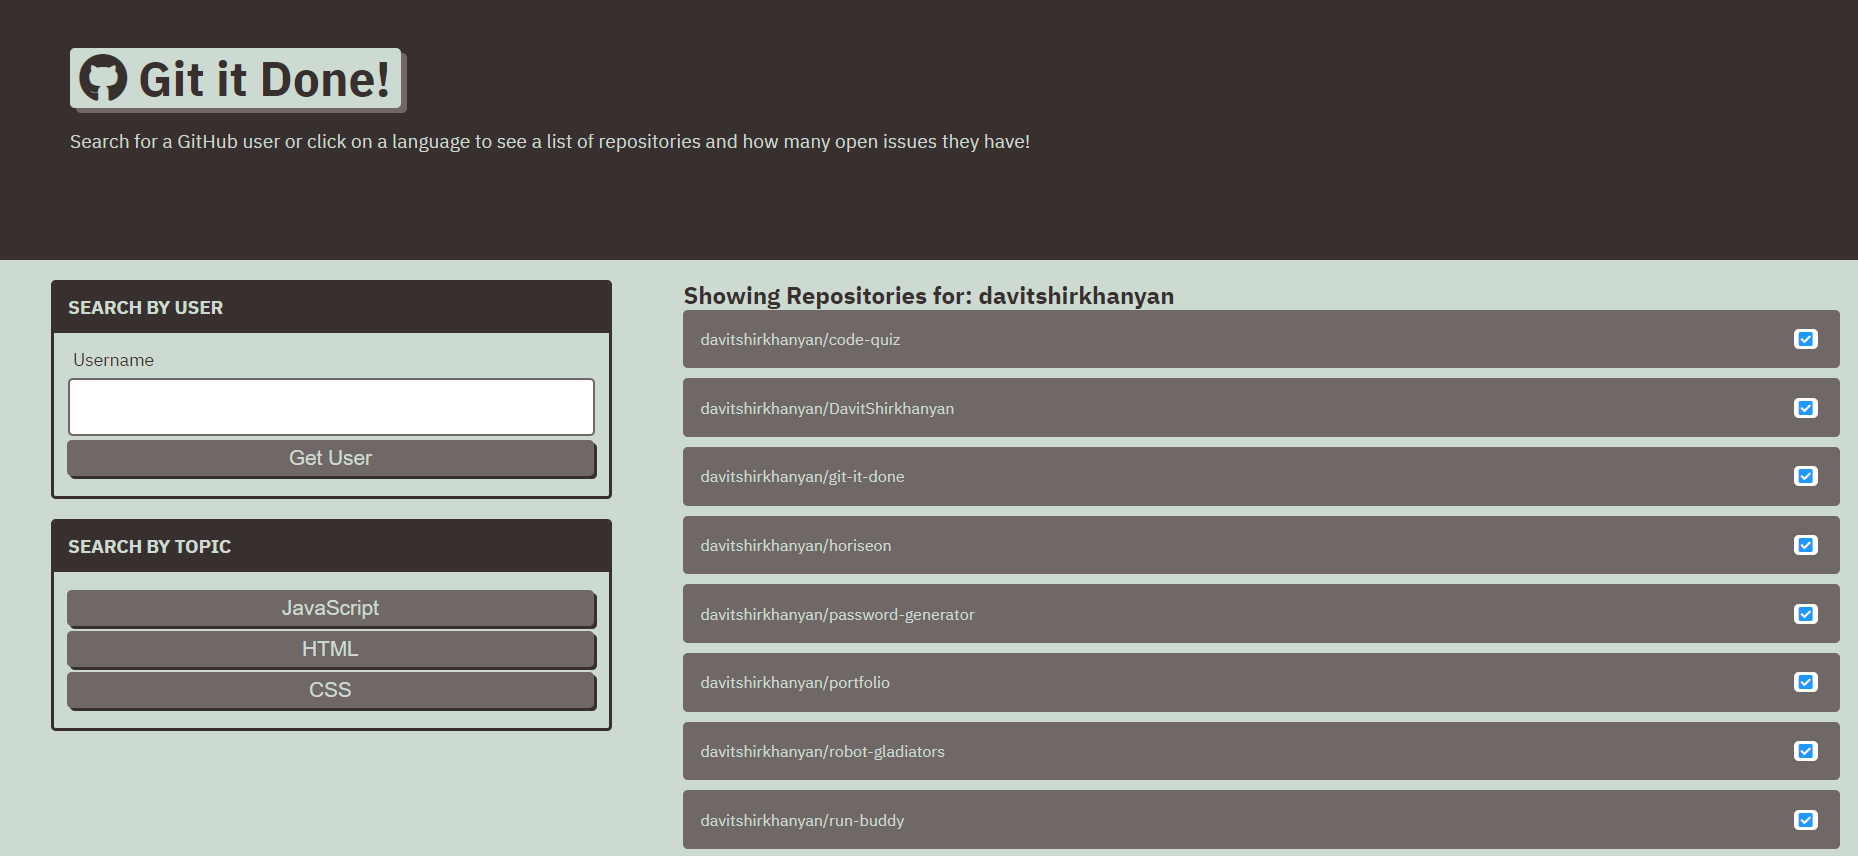 Git it Done!
Search for a GitHub user or click on a language to see a list of repositories and how many open issues they have!
SEARCH BY USER
Username
Get User
SEARCH BY TOPIC
JavaScript
HTML
CSS
Showing Repositories for: davitshirkhanyan
davitshirkhanyan/code-quiz
davitshirkhanyan/DavitShirkhanyan
davitshirkhanyan/git-it-done
davitshirkhanyan/horiseon
davitshirkhanyan/password-generator
davitshirkhanyan/portfolio
davitshirkhanyan/robot-gladiators
davitshirkhanyan/run-buddy